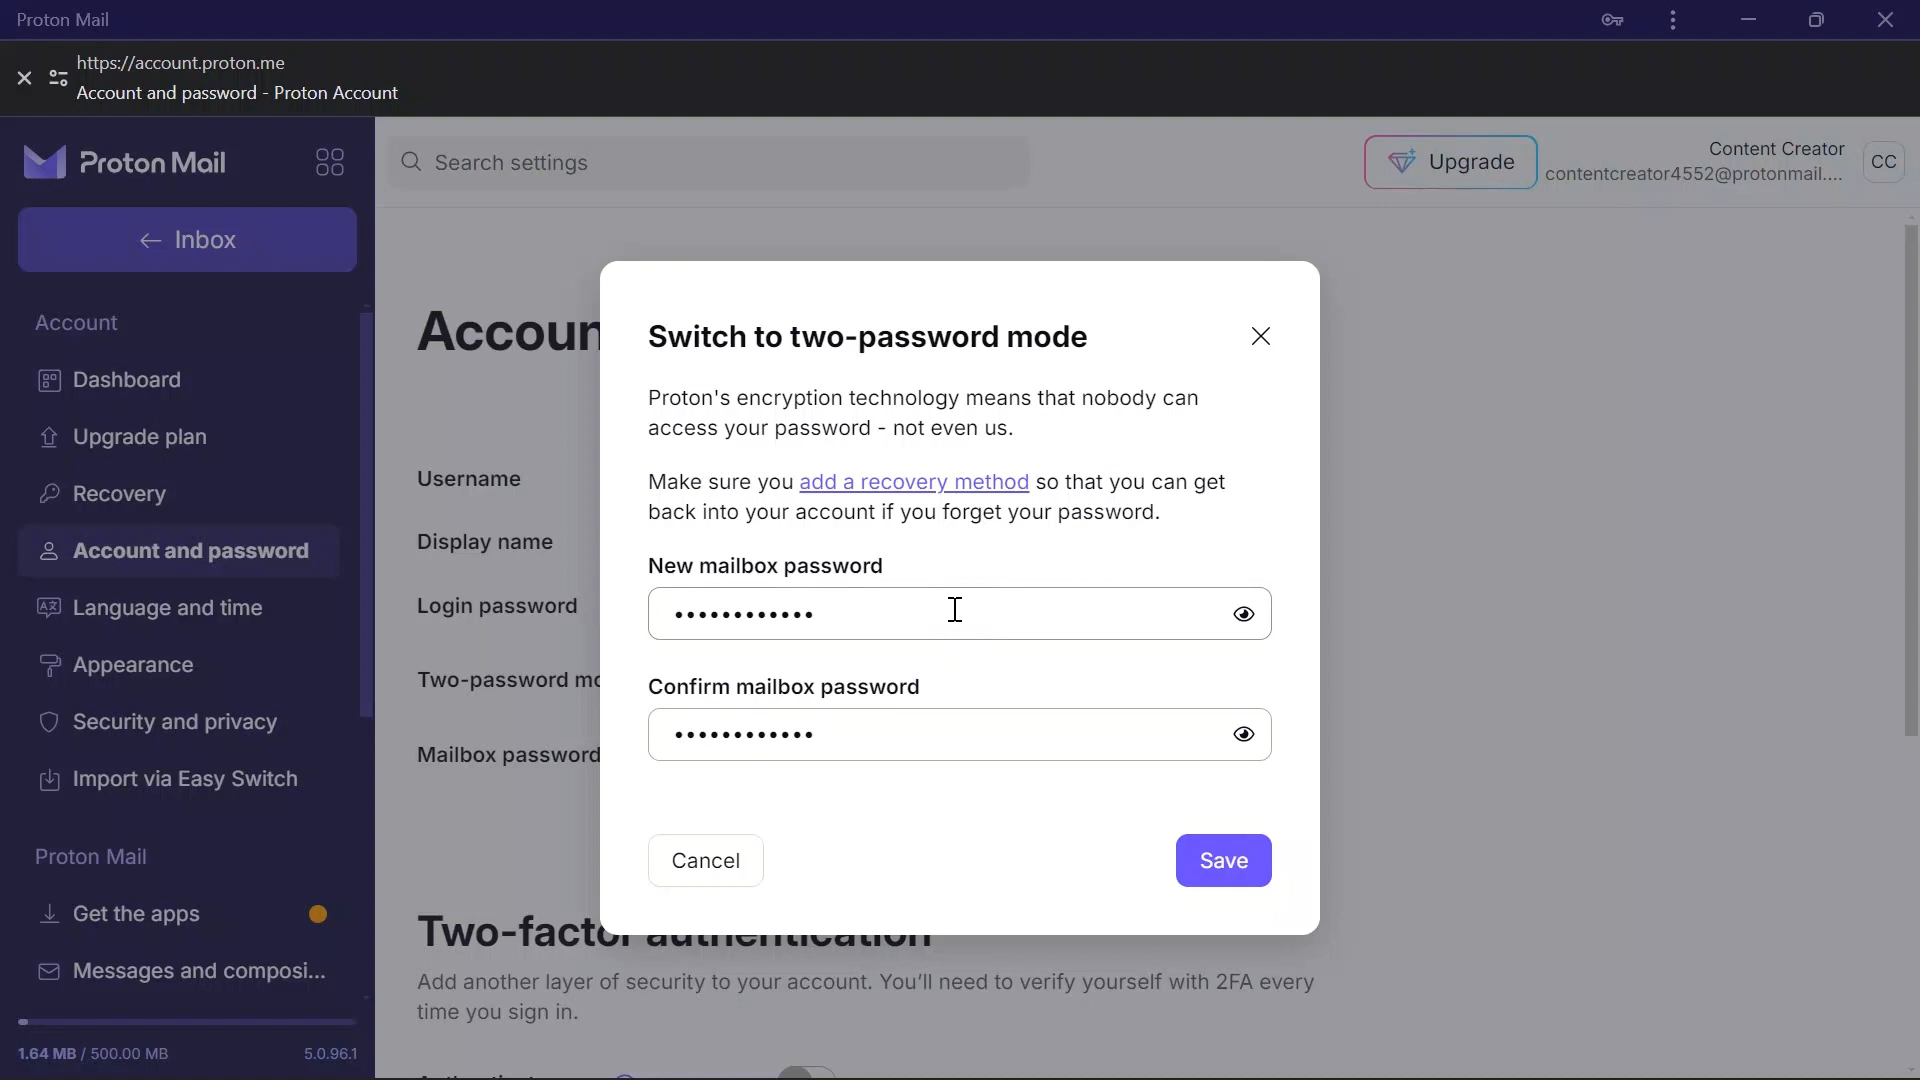 Proton Mail
https://account.proton.me
Account and password - Proton Account
Proton Mail
Search settings
Upgrade
Content Creator
contentcreator4552@protonmail....
CC
← Inbox
Account
Dashboard
Upgrade plan
Recovery
Account and password
Language and time
Appearance
Security and privacy
Import via Easy Switch
Proton Mail
Get the apps
Messages and composi...
1.64 MB / 500.00 MB
5.0.96.1
Accoun
Username
Display name
Login password
Two-password mo
Mailbox password
Switch to two-password mode
Proton's encryption technology means that nobody can
access your password - not even us.
Make sure you add a recovery method so that you can get
back into your account if you forget your password.
New mailbox password
••••••••••••
Confirm mailbox password
••••••••••••
Cancel
Save
Two-factor authentication
Add another layer of security to your account. You'll need to verify yourself with 2FA every
time you sign in.